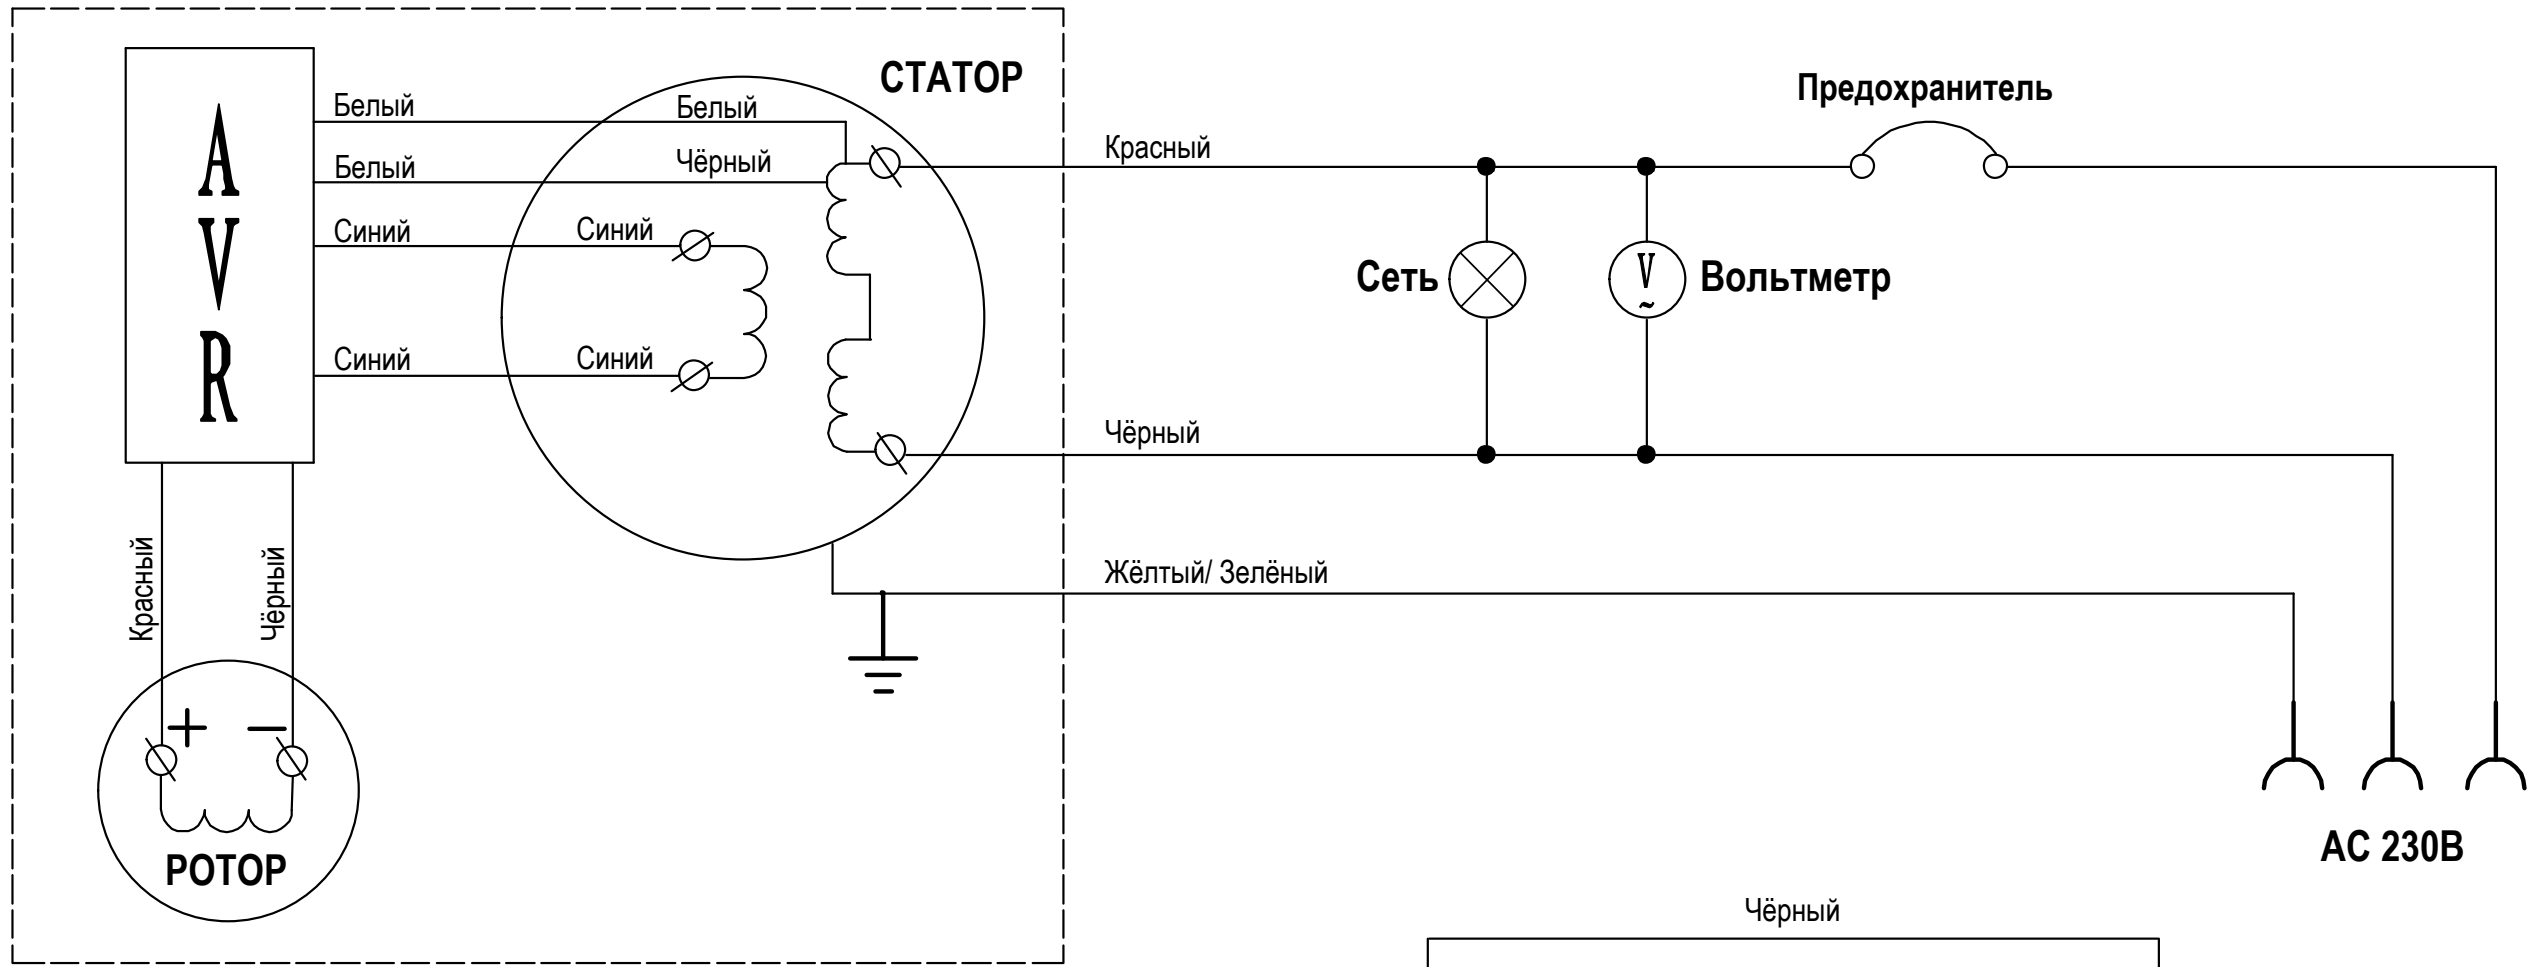 СТАТОР
Предохранитель
Белый
Белый
Белый
Чёрный
Синий
Синий
Синий
Синий
AVR
Красный
Сеть
V
~
Вольтметр
Чёрный
Жёлтый/ Зелёный
Красный
Чёрный
+
−
РОТОР
АС 230В
Чёрный